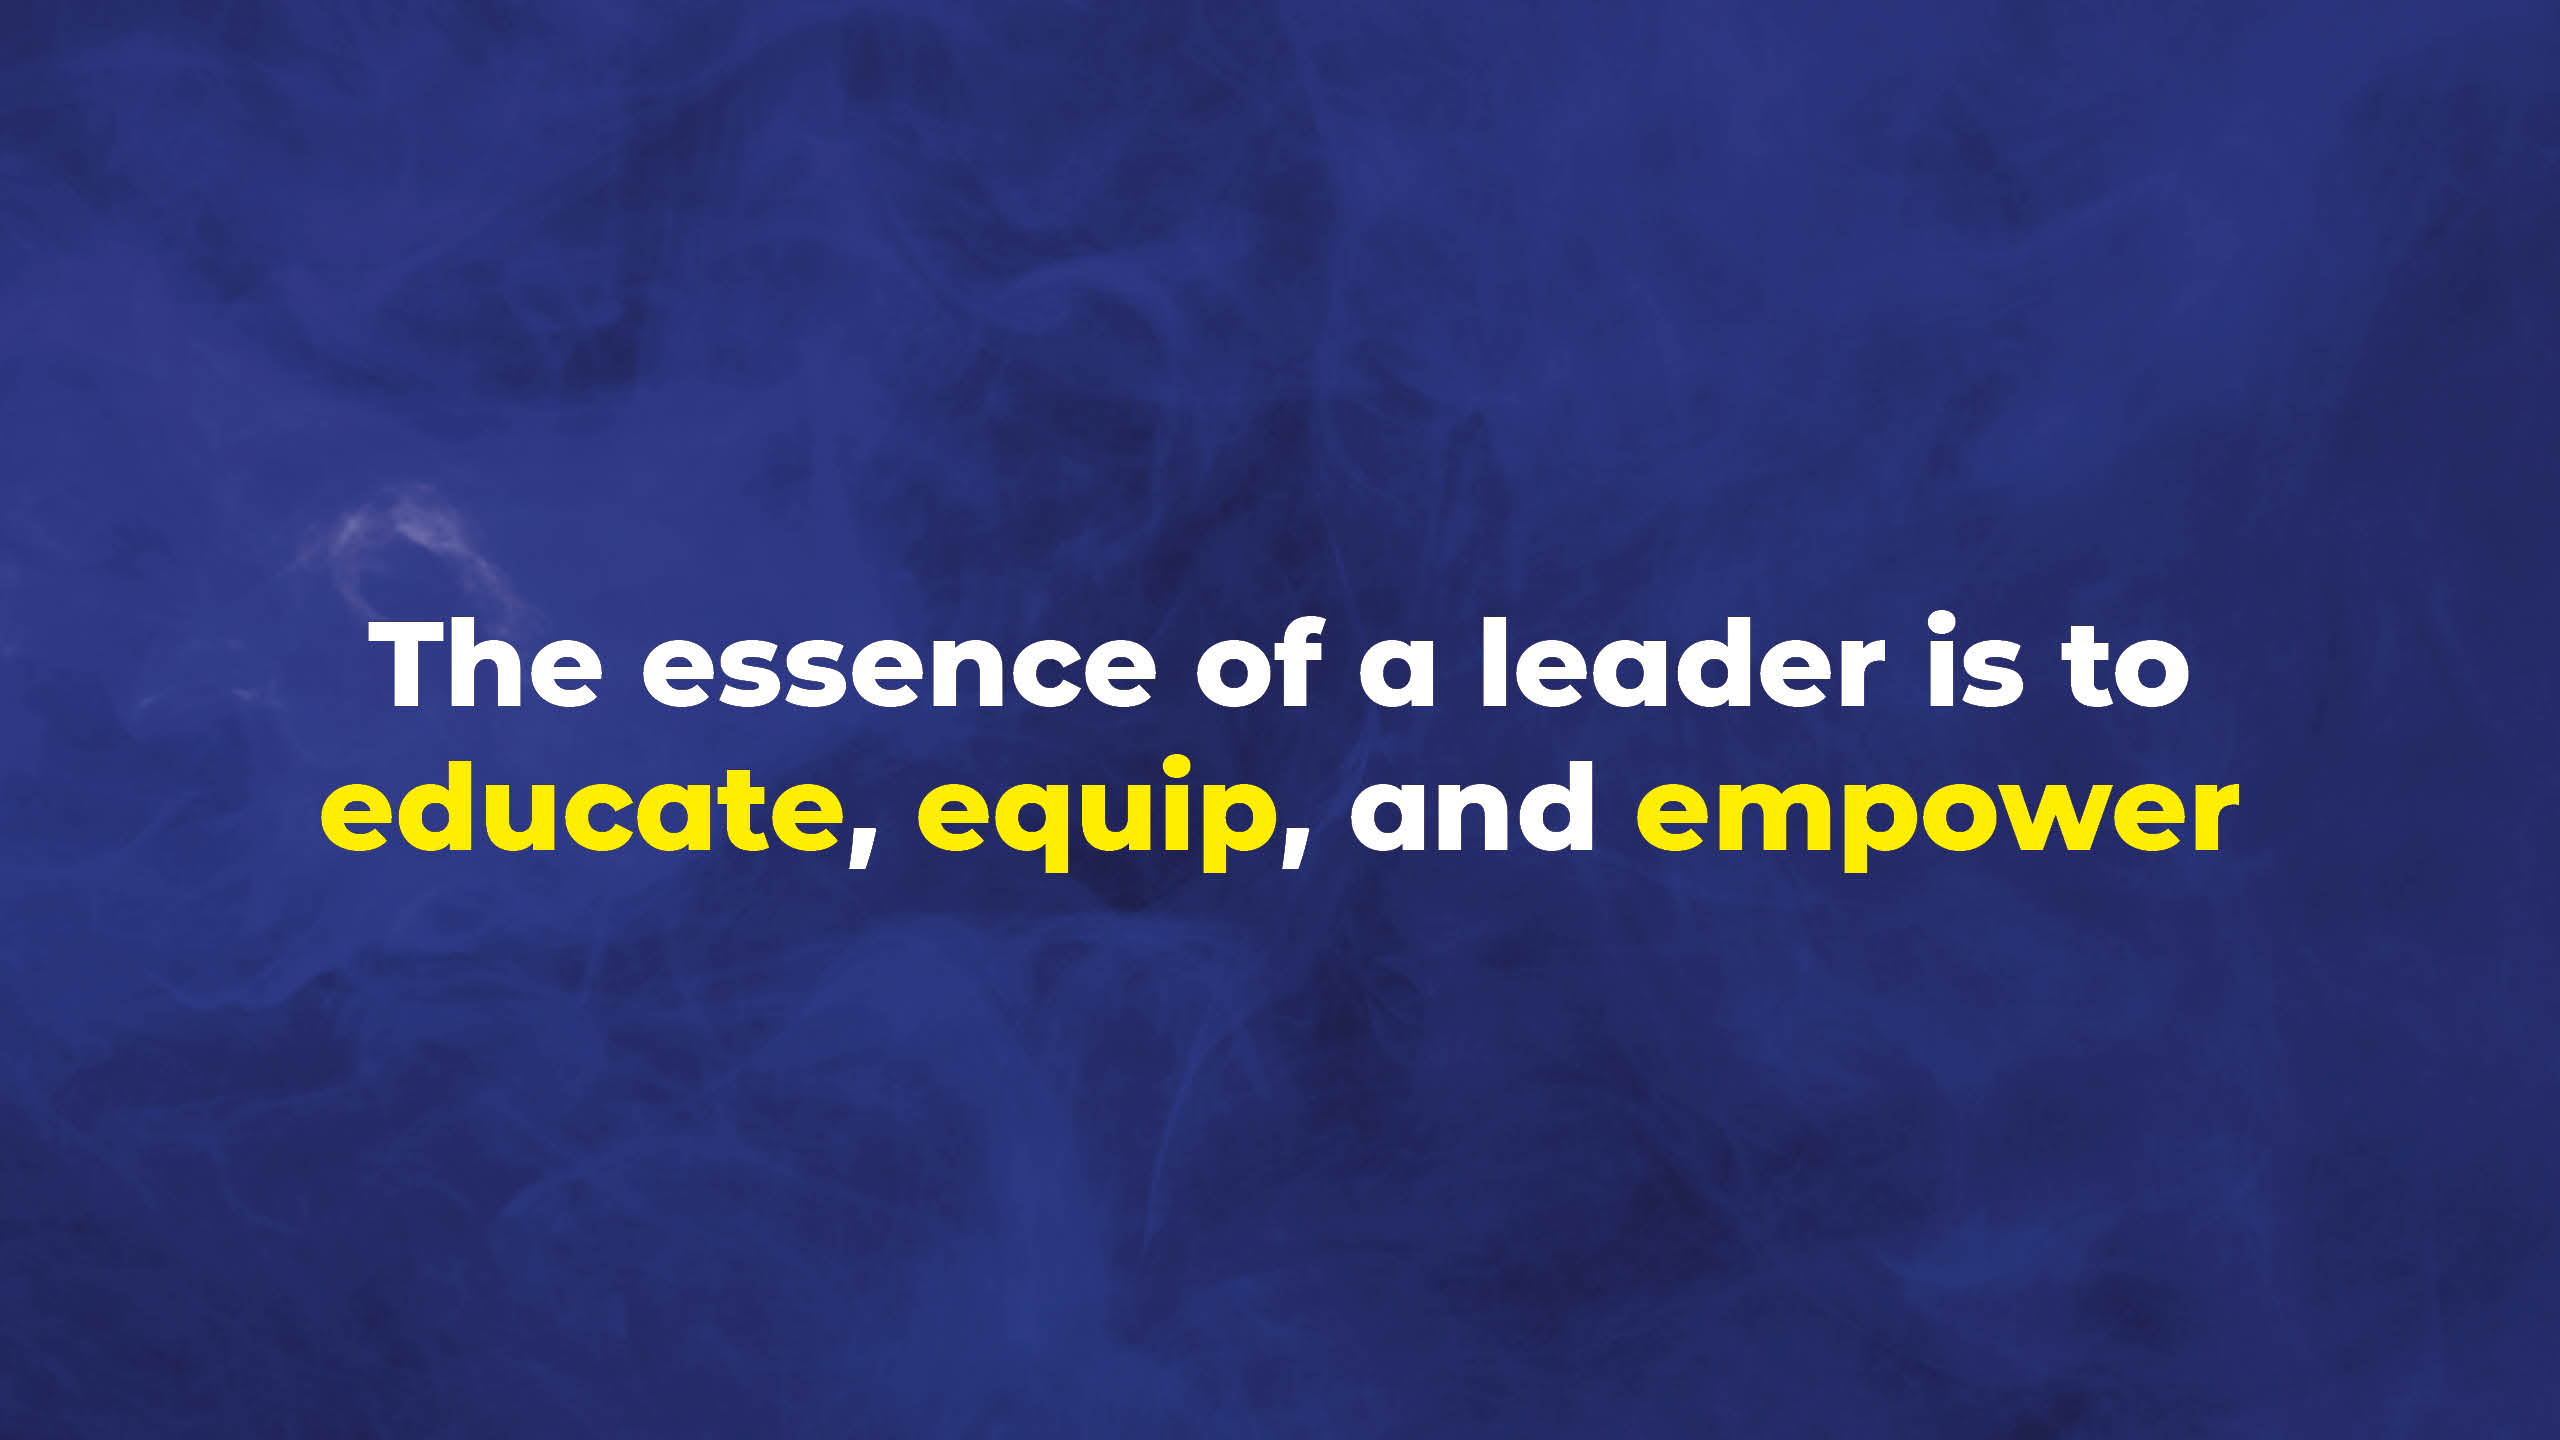 The essence of a leader is to
educate, equip, and empower